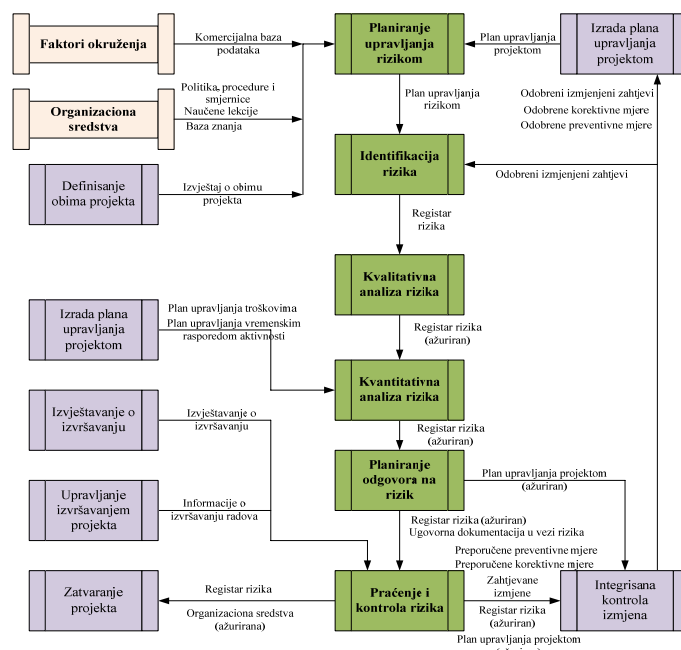 Faktori okruženja
Komercijalna baza
podataka
Planiranje
upravljanja
rizikom
Plan upravljanja
projektom
Izrada plana
upravljanja
projektom
Organizaciona
sredstva
Politika, procedure i
smjernice
Naučene lekcije
Baza znanja
Plan upravljanja
rizikom
Odobreni izmjenjeni zahtjevi
Odobrene korektivne mjere
Odobrene preventivne mjere
Definisanje
obima projekta
Izvještaj o obimu
projekta
Identifikacija
rizika
Odobreni izmjenjeni zahtjevi
Registar
rizika
Kvalitativna
analiza rizika
Izrada plana
upravljanja
projektom
Plan upravljanja troškovima
Plan upravljanja vremenskim
rasporedom aktivnosti
Registar rizika
(ažuriran)
Kvantitativna
analiza rizika
Izvještavanje o
izvršavanju
Izvještavanje o
izvršavanju
Registar rizika
(ažuriran)
Planiranje
odgovora na
rizik
Plan upravljanja projektom
(ažuriran)
Upravljanje
izvršavanjem
projekta
Informacije o
izvršavanju radova
Registar rizika (ažuriran)
Ugovorna dokumentacija u vezi rizika
Preporučene preventivne mjere
Preporučene korektivne mjere
Zatvaranje
projekta
Registar rizika
Organizaciona sredstva
(ažurirana)
Praćenje i
kontrola rizika
Zahtjevane
izmjene
Registar rizika
(ažuriran)
Plan upravljanja projektom
Integrisana
kontrola
izmjena